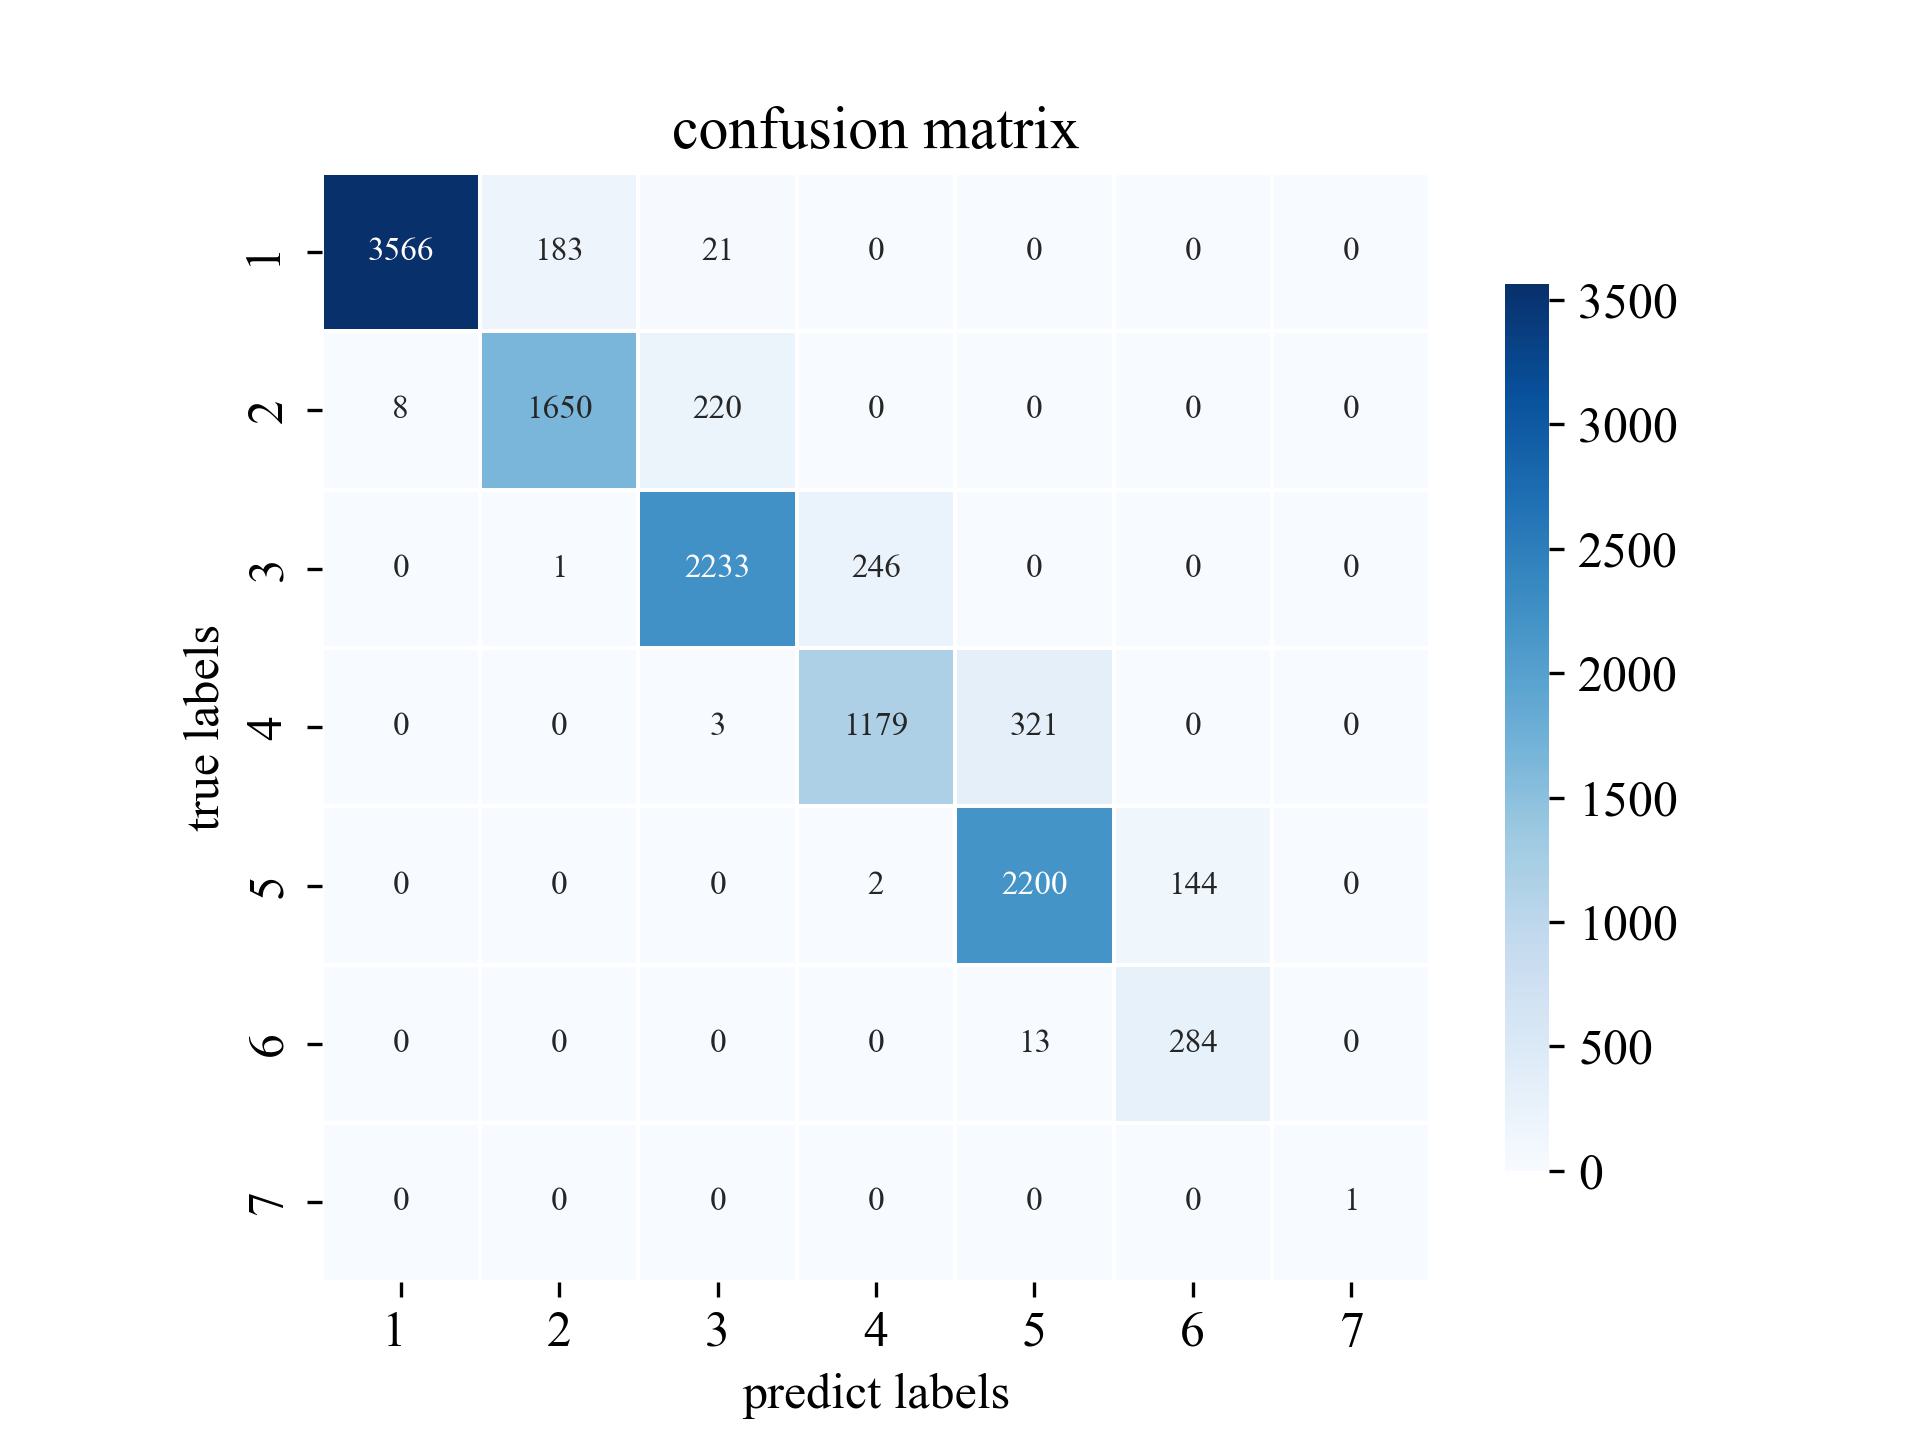 confusion matrix
1 3566 183 21 0 0 0 0
2 8 1650 220 0 0 0 0
3 0 1 2233 246 0 0 0
4 0 0 3 1179 321 0 0
5 0 0 0 2 2200 144 0
6 0 0 0 0 13 284 0
7 0 0 0 0 0 0 1
1 2 3 4 5 6 7
predict labels
true labels
3500
3000
2500
2000
1500
1000
500
0